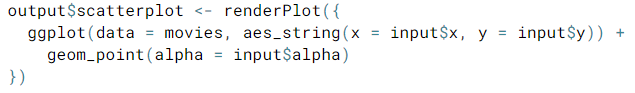 output$scatterplot <- renderPlot({
  ggplot(data = movies, aes_string(x = input$x, y = input$y)) +
    geom_point(alpha = input$alpha)
})